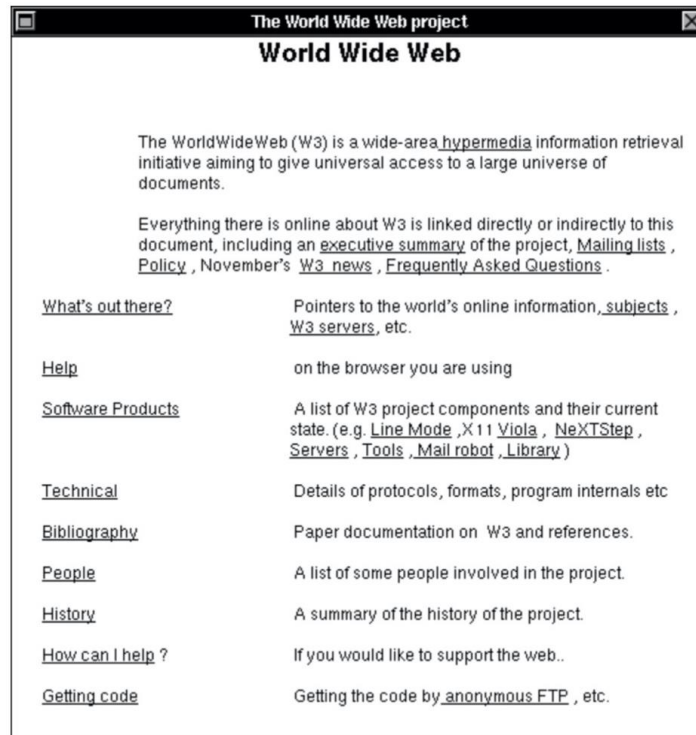 The World Wide Web project
World Wide Web
The WorldWideWeb (W3) is a wide-area hypermedia information retrieval
initiative aiming to give universal access to a large universe of
documents.
Everything there is online about W3 is linked directly or indirectly to this
document, including an executive summary of the project, Mailing lists ,
Policy , November's W3 news , Frequently Asked Questions .
What's out there? Pointers to the world's online information, subjects ,
W3 servers, etc.
Help on the browser you are using
Software Products A list of W3 project components and their current
state. (e.g. Line Mode ,X11 Viola , NeXTStep ,
Servers , Tools , Mail robot , Library )
Technical Details of protocols, formats, program internals etc
Bibliography Paper documentation on W3 and references.
People A list of some people involved in the project.
History A summary of the history of the project.
How can I help ? If you would like to support the web..
Getting code Getting the code by anonymous FTP , etc.